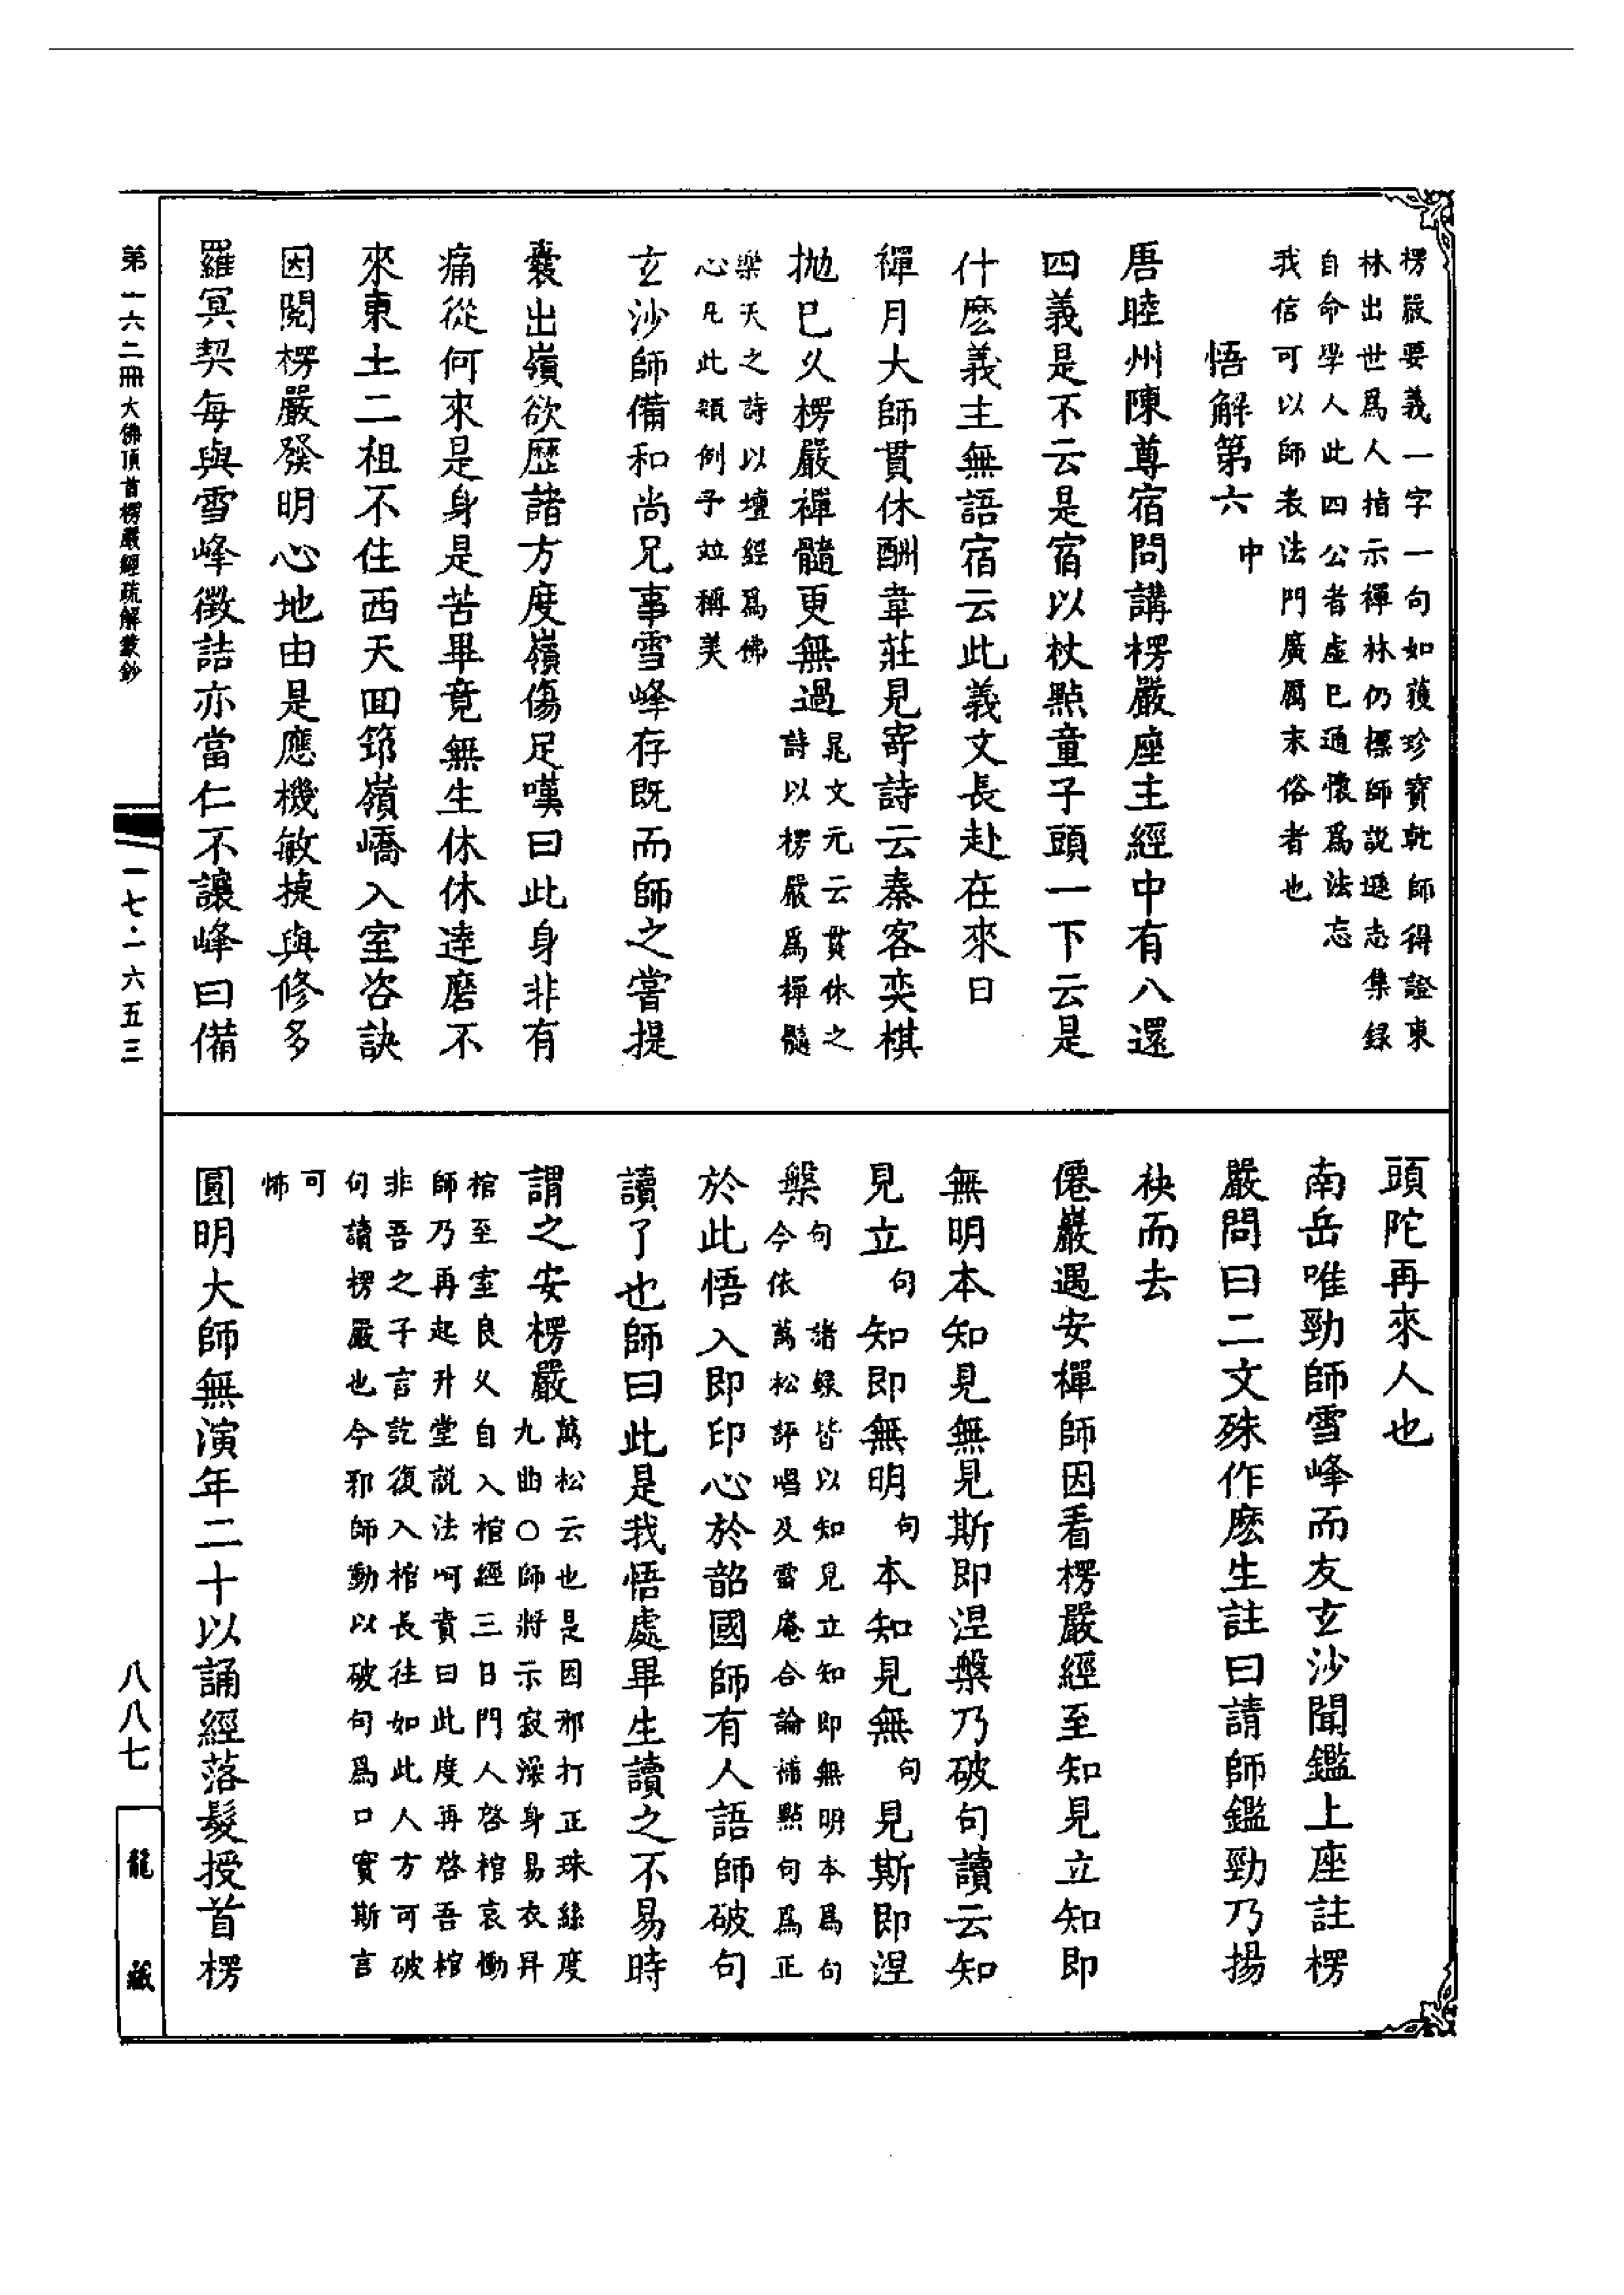 楞嚴要義一字一句如獲珍寶乾師得證東
林出世爲人指示禪林仍標師説遜志集録
自命學人此四公者虛己通懷爲法忘
我信可以師表法門廣厲末俗者也
悟解第六中
唐睦州陳尊宿問講楞嚴座主經中有八還
四義是不云是宿以杖點童子頭一下云是
什麽義主無語宿云此義文長赴在來日
禪月大師貫休酬韋莊見寄詩云秦客奕棋
拋已久楞嚴禪髓更無過
晁文元云貫休之
詩以楞嚴爲禪髓
樂天之詩以壇經爲佛
心凡此類例予竝稱美
玄沙師備和尚兄事雪峰存既而師之嘗提
囊出嶺欲歷諸方度嶺傷足嘆曰此身非有
痛從何來是身是苦畢竟無生休休達磨不
來東土二祖不住西天回筇嶺嶠入室咨訣
因閱楞嚴發明心地由是應機敏捷與修多
羅冥契每與雪峰徵詰亦當仁不讓峰曰備
頭陀再來人也
南岳唯勁師雪峰而友玄沙聞鑑上座註楞
嚴問曰二文殊作麽生註曰請師鑑勁乃揚
袂而去
僊巖遇安禪師因看楞嚴經至知見立知即
無明本知見無見斯即涅槃乃破句讀云知
見立句知即無明句本知見無句見斯即涅
槃句
諸録皆以知見立知即無明本爲句
今依萬松評唱及雷庵合論補點句爲正
於此悟入即印心於韶國師有人語師破句
讀了也師曰此是我悟處畢生讀之不易時
謂之安楞嚴
萬松云也是因邪打正珠絲度
九曲○師將示寂澡身易衣舁
棺至室良久自入棺經三日門人啓棺哀慟
師乃再起升堂説法呵責曰此度再啓吾棺
非吾之子言訖復入棺長往如此人方可破
句讀楞嚴也今邪師動以破句爲口實斯言
可
怖
圓明大師無演年二十以誦經落髮授首楞
第一六二冊大佛頂首楞嚴經疏解蒙鈔
一七·一六五三
八八七
龍藏